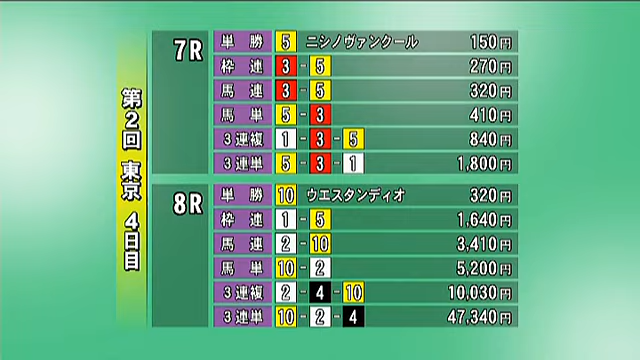 第2回 東京 4日目
7R
単勝 5 ニシノヴァンクール 150円
枠連 3-5 270円
馬連 3-5 320円
馬単 5-3 410円
3連複 1-3-5 840円
3連単 5-3-1 1,800円
8R
単勝 10 ウエスタンディオ 320円
枠連 1-5 1,640円
馬連 2-10 3,410円
馬単 10-2 5,200円
3連複 2-4-10 10,030円
3連単 10-2-4 47,340円